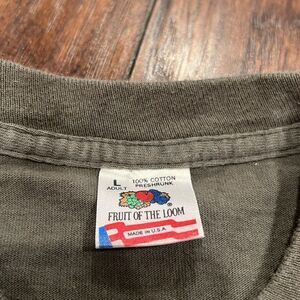 L 100% COTTON
ADULT PRESHRUNK
®
FRUIT OF THE LOOM
MADE IN U.S.A.